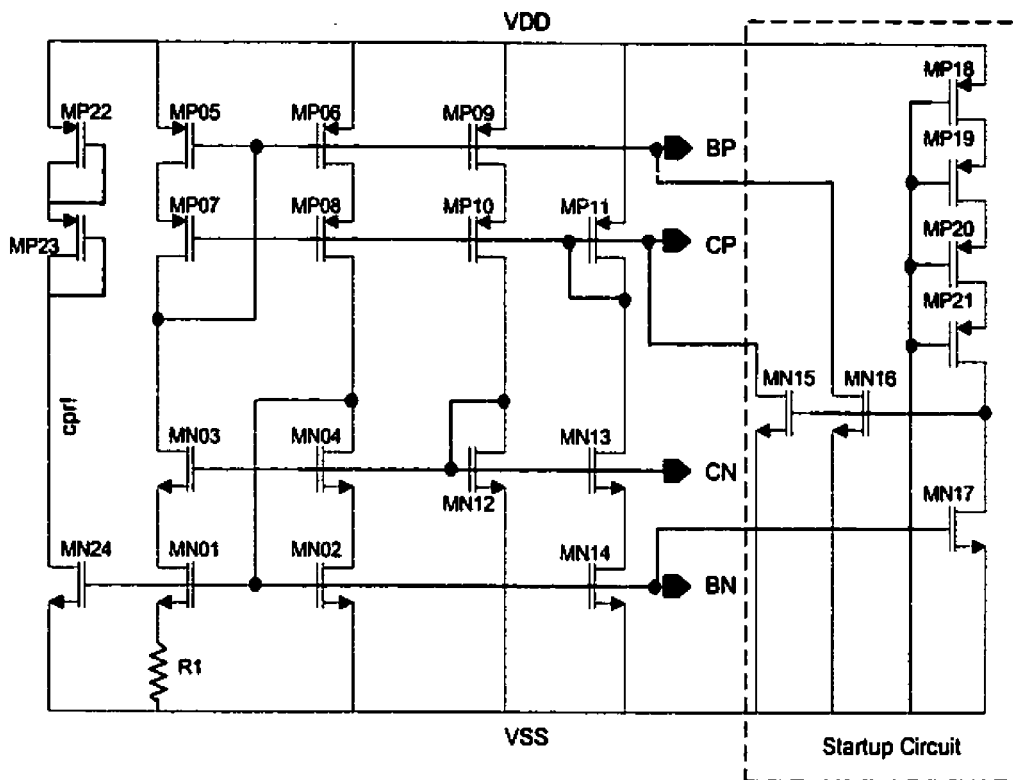 VDD
MP18
MP22
MP05
MP06
MP09
BP
MP19
MP23
MP07
MP08
MP10
MP11
CP
MP20
MP21
MN15
MN16
cprf
MN03
MN04
MN12
MN13
CN
MN17
MN24
MN01
MN02
MN14
BN
R1
VSS
Startup Circuit